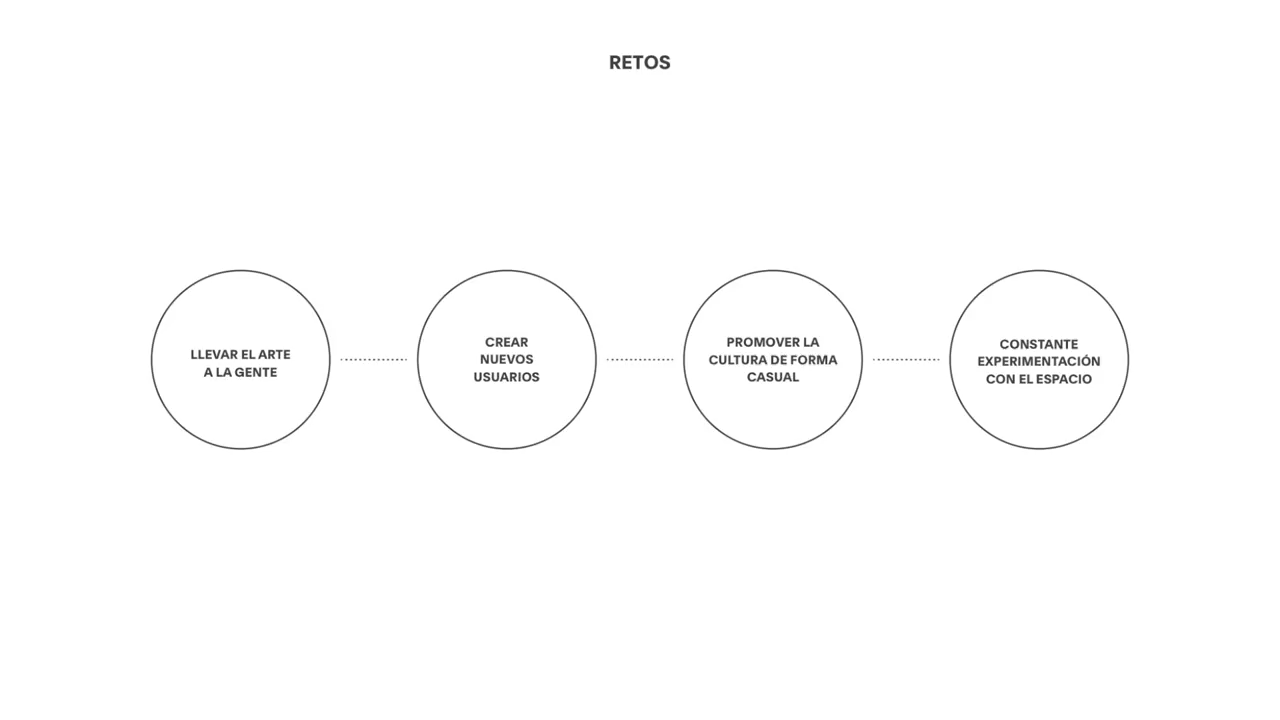 RETOS
LLEVAR EL ARTE
A LA GENTE
CREAR
NUEVOS
USUARIOS
PROMOVER LA
CULTURA DE FORMA
CASUAL
CONSTANTE
EXPERIMENTACIÓN
CON EL ESPACIO